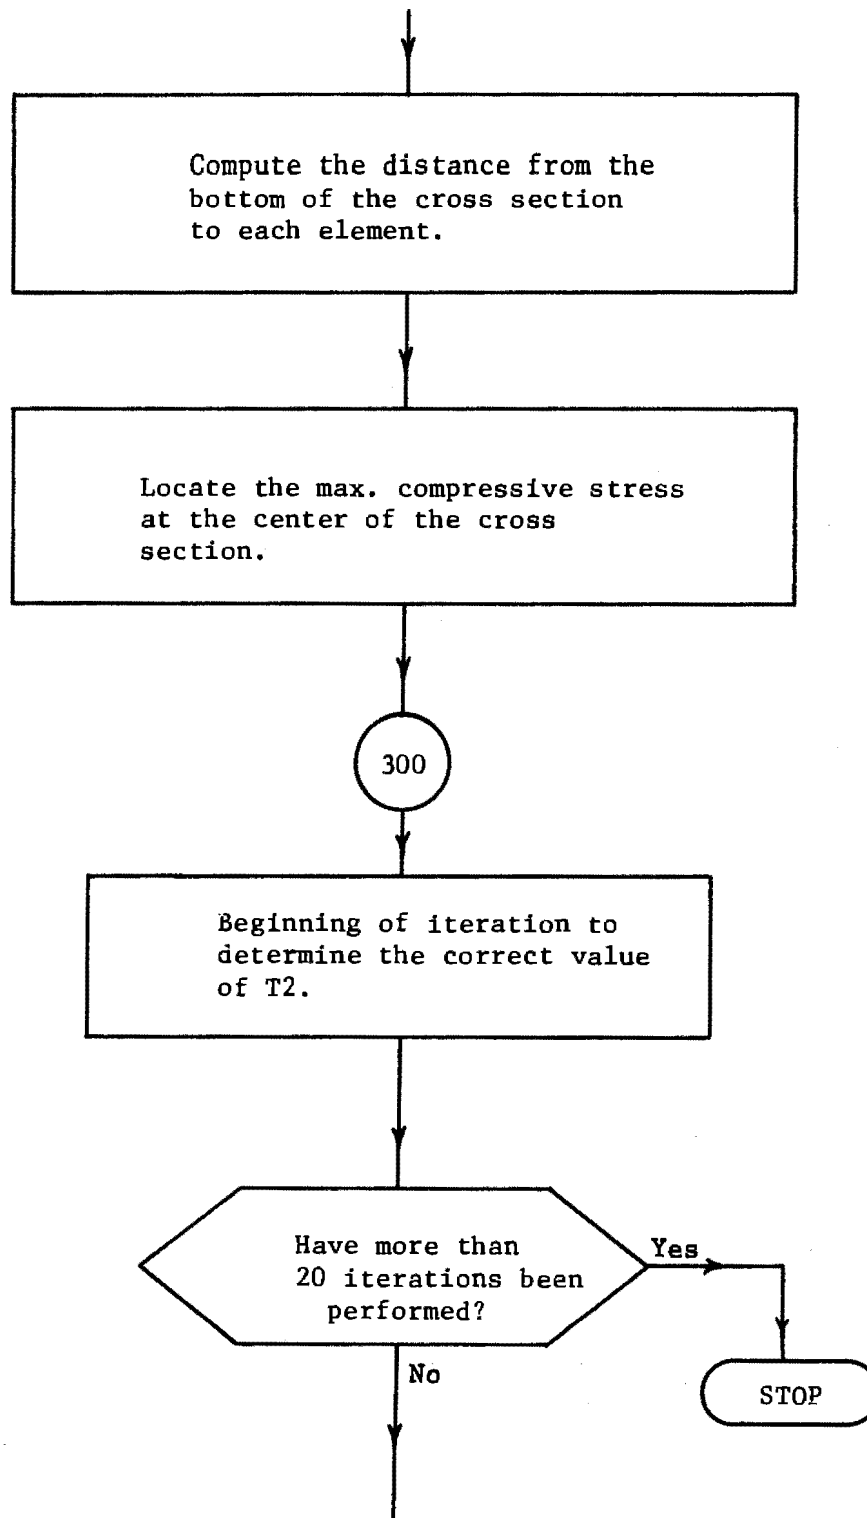 Compute the distance from the
bottom of the cross section
to each element.
Locate the max. compressive stress
at the center of the cross
section.
300
Beginning of iteration to
determine the correct value
of T2.
Have more than
20 iterations been
performed?
Yes
No
STOP